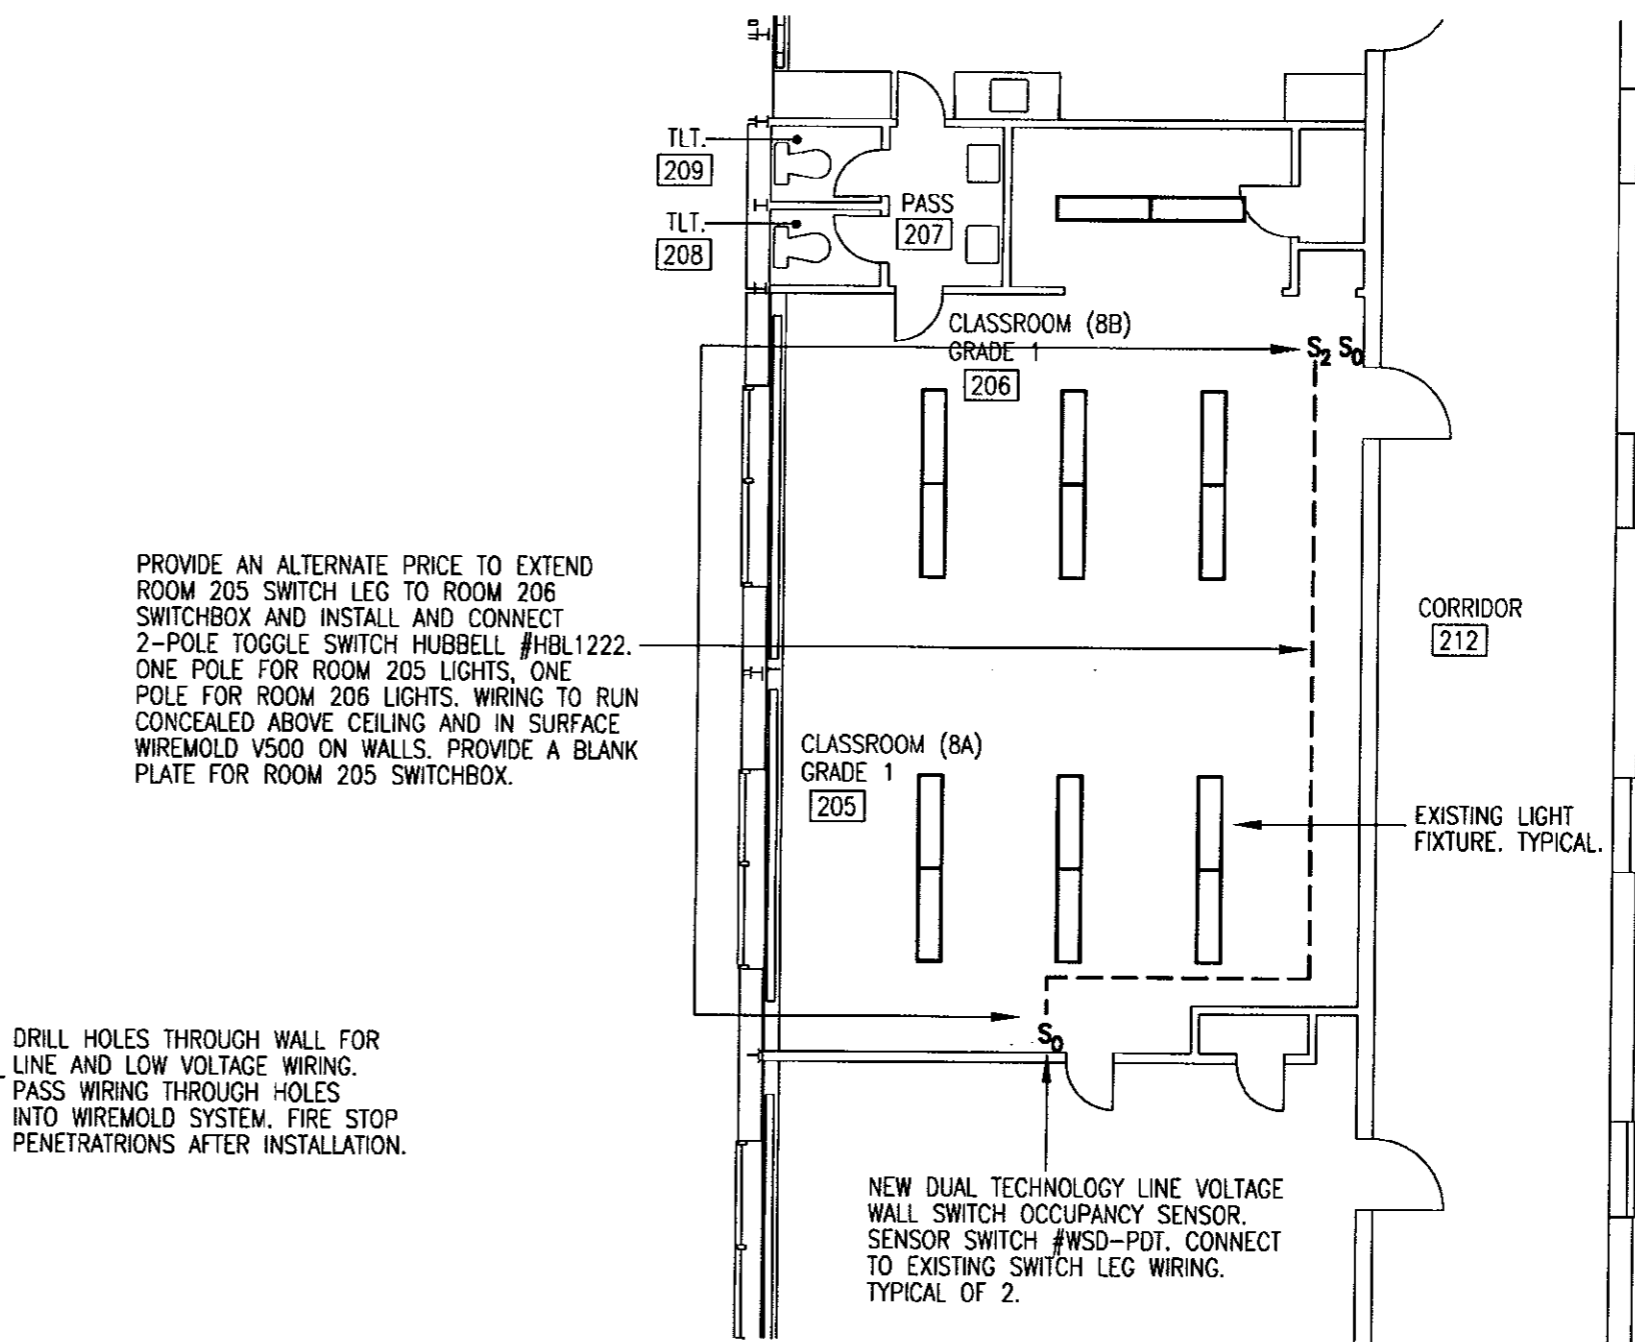 TLT.
209
TLT.
208
PASS
207
CLASSROOM (8B)
GRADE 1
206
S2 SO
PROVIDE AN ALTERNATE PRICE TO EXTEND
ROOM 205 SWITCH LEG TO ROOM 206
SWITCHBOX AND INSTALL AND CONNECT
2-POLE TOGGLE SWITCH HUBBELL #HBL1222.
ONE POLE FOR ROOM 205 LIGHTS, ONE
POLE FOR ROOM 206 LIGHTS. WIRING TO RUN
CONCEALED ABOVE CEILING AND IN SURFACE
WIREMOLD V500 ON WALLS. PROVIDE A BLANK
PLATE FOR ROOM 205 SWITCHBOX.
CORRIDOR
212
CLASSROOM (8A)
GRADE 1
205
EXISTING LIGHT
FIXTURE. TYPICAL.
SO
DRILL HOLES THROUGH WALL FOR
LINE AND LOW VOLTAGE WIRING.
PASS WIRING THROUGH HOLES
INTO WIREMOLD SYSTEM. FIRE STOP
PENETRATRIONS AFTER INSTALLATION.
NEW DUAL TECHNOLOGY LINE VOLTAGE
WALL SWITCH OCCUPANCY SENSOR.
SENSOR SWITCH #WSD-PDT. CONNECT
TO EXISTING SWITCH LEG WIRING.
TYPICAL OF 2.